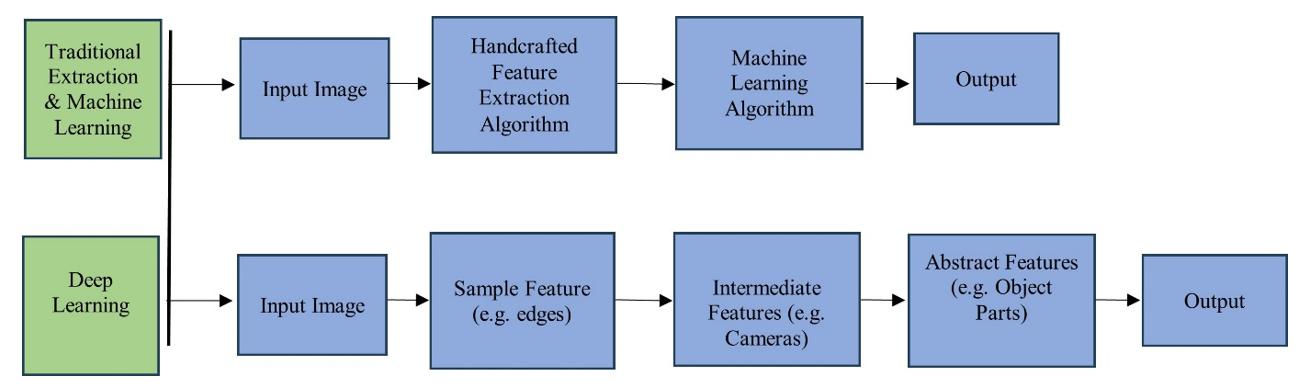 Traditional
Extraction
& Machine
Learning
Input Image
Handcrafted
Feature
Extraction
Algorithm
Machine
Learning
Algorithm
Output
Deep
Learning
Input Image
Sample Feature
(e.g. edges)
Intermediate
Features (e.g.
Cameras)
Abstract Features
(e.g. Object
Parts)
Output